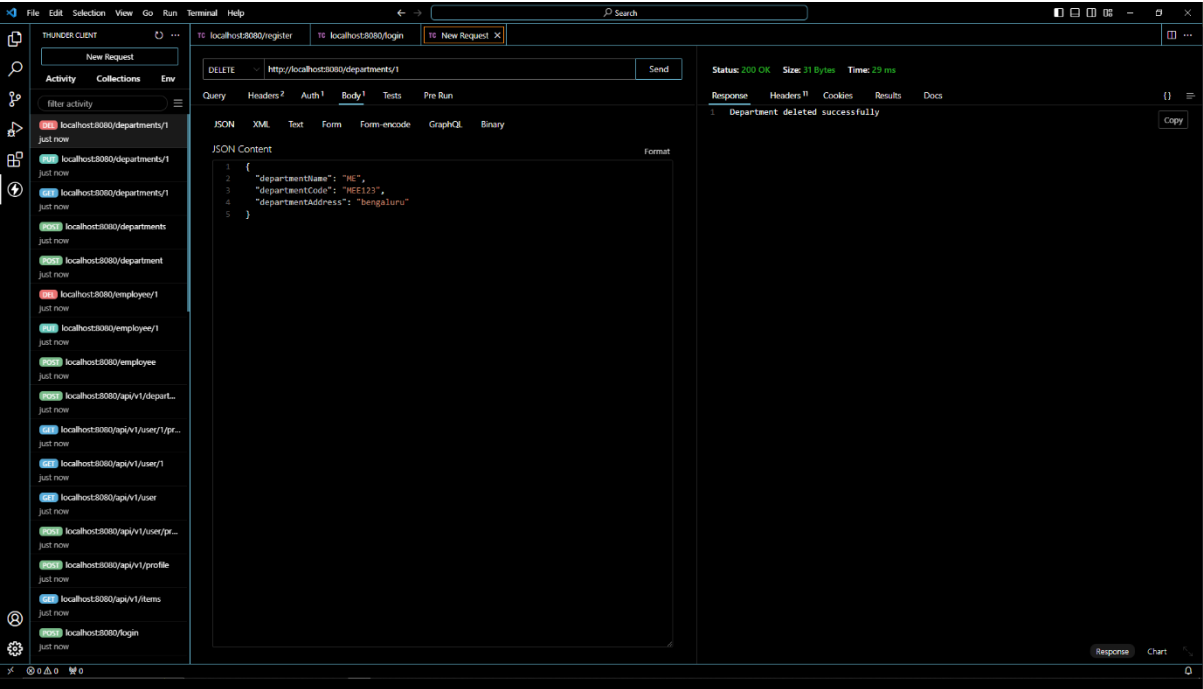 File Edit Selection View Go Run Terminal Help
Search
THUNDER CLIENT
New Request
Activity Collections Env
filter activity
DEL localhost:8080/departments/1
just now
PUT localhost:8080/departments/1
just now
GET localhost:8080/departments/1
just now
POST localhost:8080/departments
just now
POST localhost:8080/department
just now
DEL localhost:8080/employee/1
just now
PUT localhost:8080/employee/1
just now
POST localhost:8080/employee
just now
POST localhost:8080/api/v1/depart...
just now
GET localhost:8080/api/v1/user/1/pr...
just now
GET localhost:8080/api/v1/user/1
just now
GET localhost:8080/api/v1/user
just now
POST localhost:8080/api/v1/user/pr...
just now
POST localhost:8080/api/v1/profile
just now
GET localhost:8080/api/v1/items
just now
POST localhost:8080/login
just now
TC localhost:8080/register TC localhost:8080/login TC New Request
DELETE http://localhost:8080/departments/1 Send
Query Headers 2 Auth 1 Body 1 Tests Pre Run
JSON XML Text Form Form-encode GraphQL Binary
JSON Content Format
1 {
2 "departmentName": "ME",
3 "departmentCode": "MEE123",
4 "departmentAddress": "bengaluru"
5 }
Status: 200 OK Size: 31 Bytes Time: 29 ms
Response Headers 11 Cookies Results Docs {}
1 Department deleted successfully
Copy
Response Chart
0 0 0